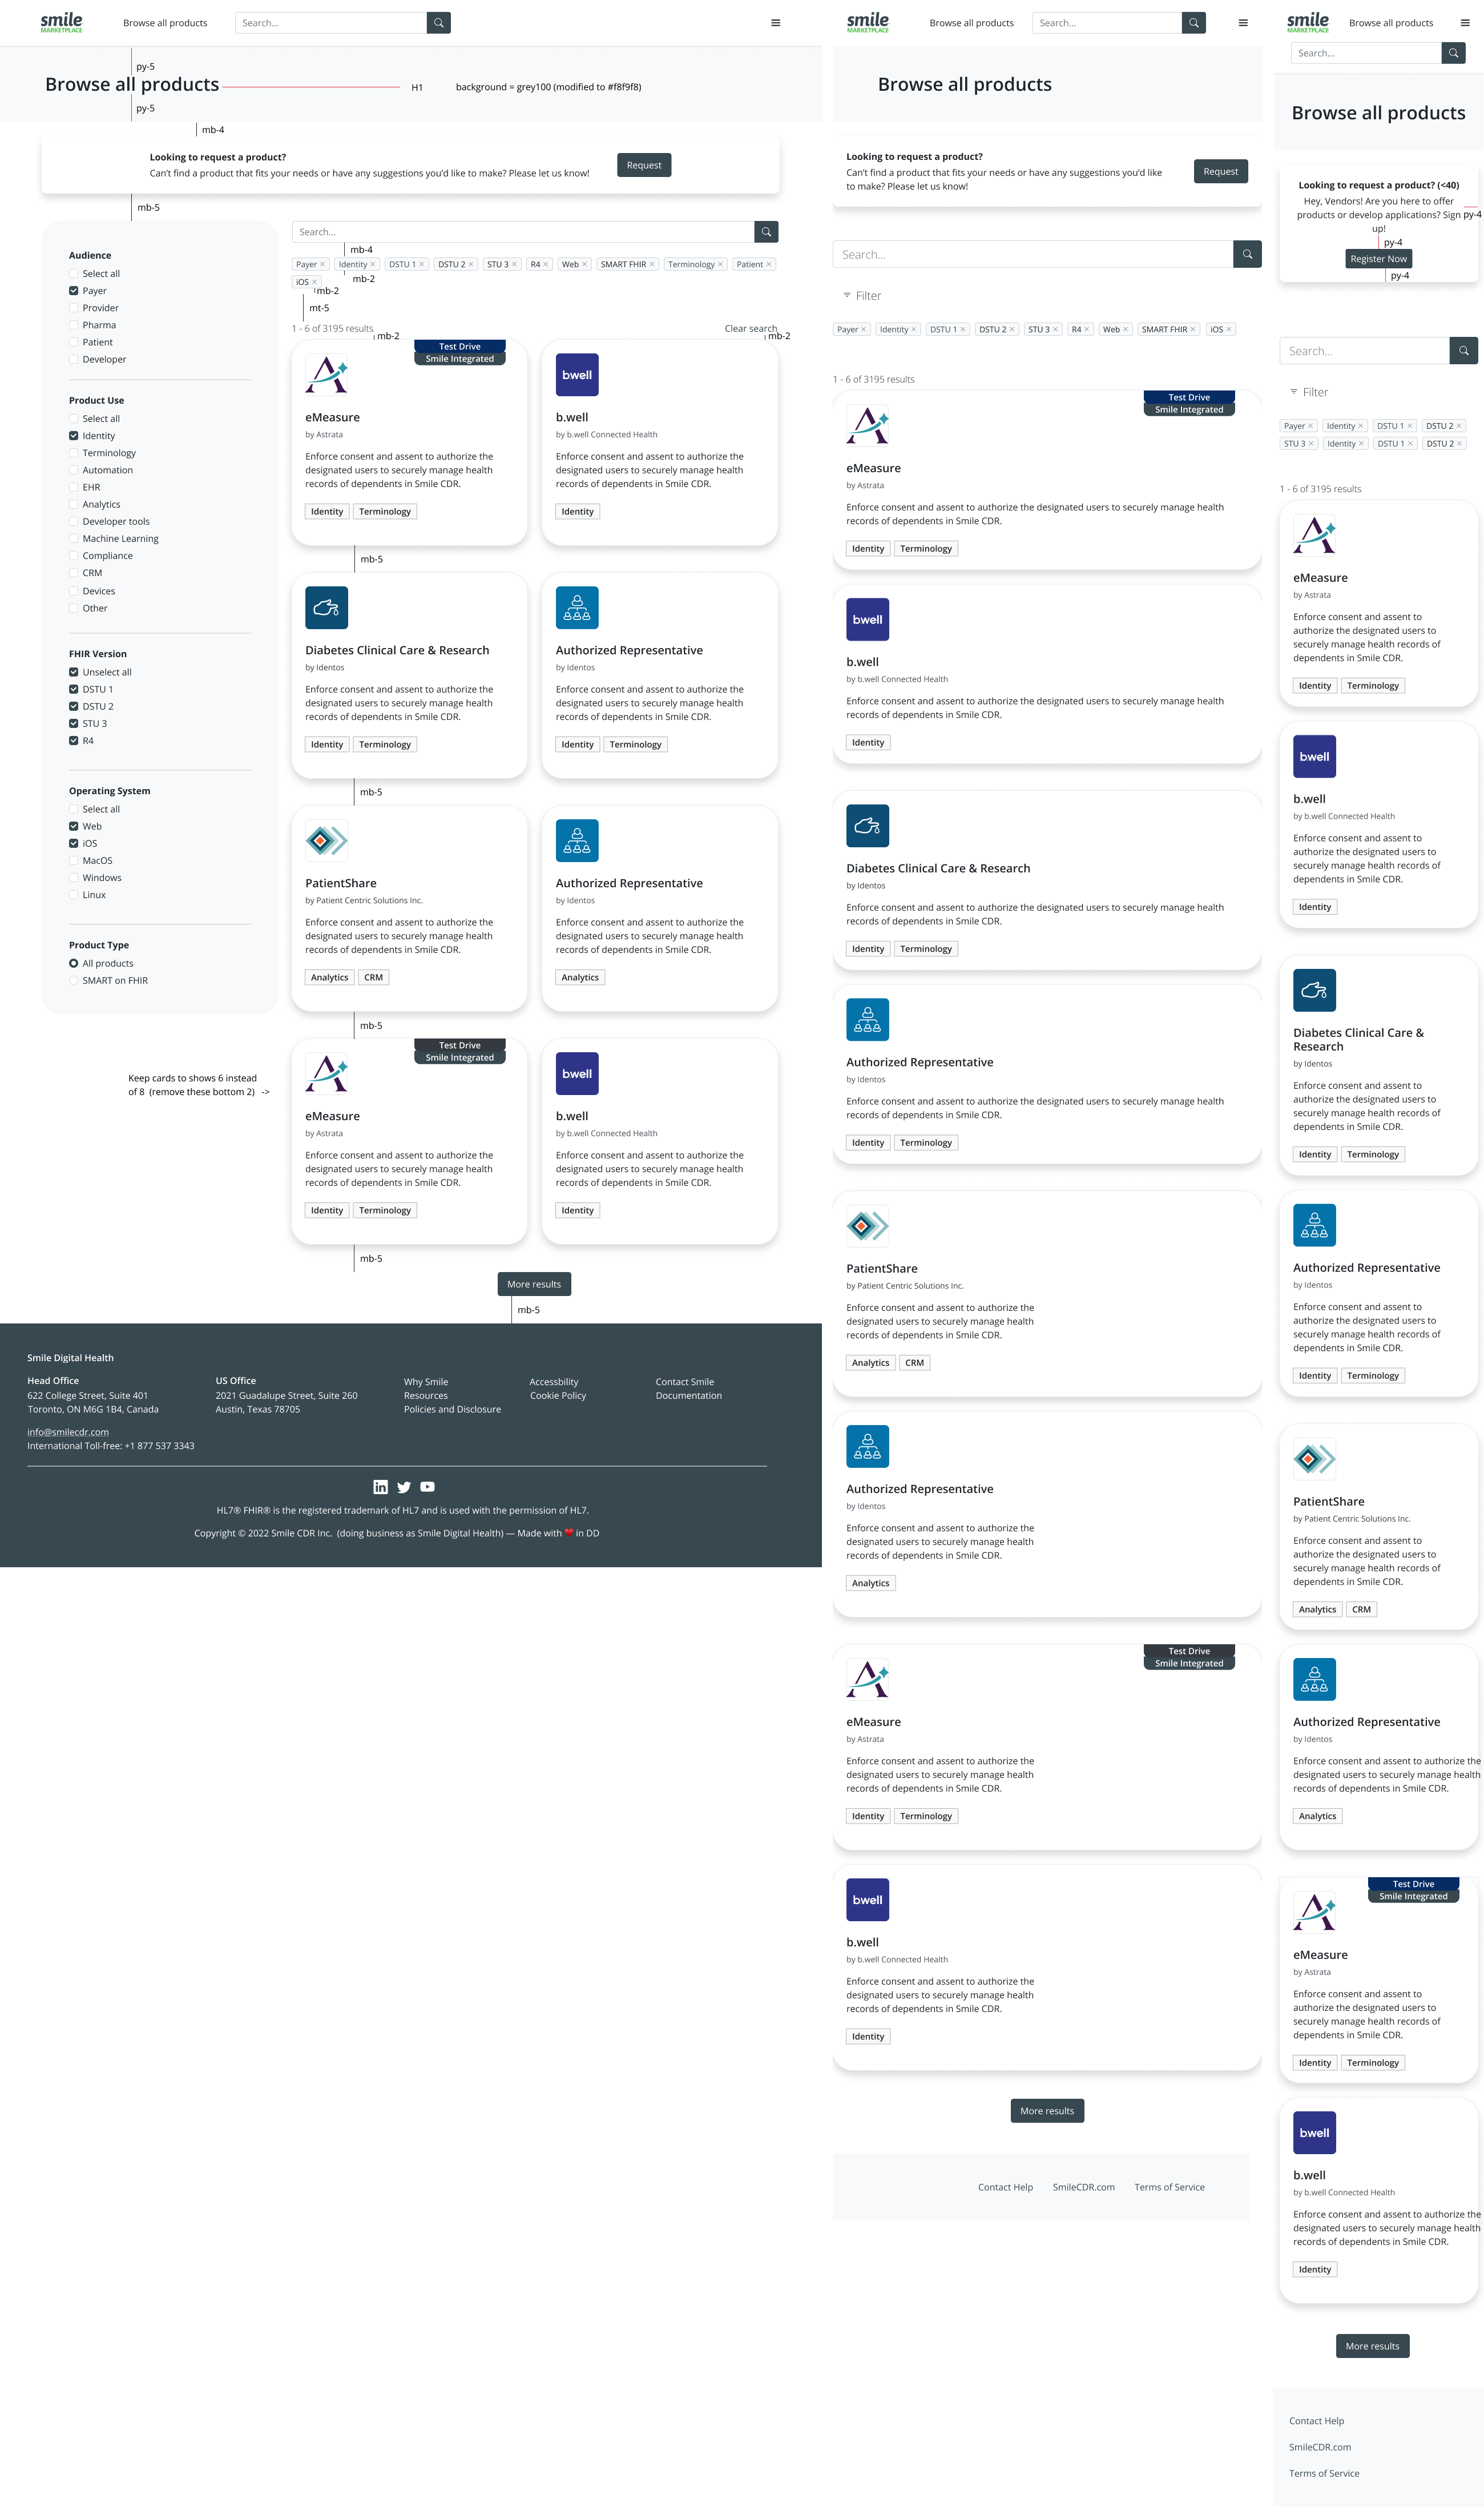 smile
MARKETPLACE
Browse all products
Search...
py-5
Browse all products
H1
background = grey100 (modified to #f8f9f8)
py-5
mb-4
Looking to request a product?
Can't find a product that fits your needs or have any suggestions you'd like to make? Please let us know!
Request
mb-5
Audience
Select all
Payer
Provider
Pharma
Patient
Developer
Product Use
Select all
Identity
Terminology
Automation
EHR
Analytics
Developer tools
Machine Learning
Compliance
CRM
Devices
Other
FHIR Version
Unselect all
DSTU 1
DSTU 2
STU 3
R4
Operating System
Select all
Web
iOS
MacOS
Windows
Linux
Product Type
All products
SMART on FHIR
Keep cards to shows 6 instead
of 8 (remove these bottom 2) ->
Search...
mb-4
Payer × Identity × DSTU 1 × DSTU 2 × STU 3 × R4 × Web × SMART FHIR × Terminology × Patient ×
mb-2
iOS ×
mb-2
mt-5
1 - 6 of 3195 results
Clear search
mb-2
mb-2
Test Drive
Smile Integrated
eMeasure
by Astrata
Enforce consent and assent to authorize the
designated users to securely manage health
records of dependents in Smile CDR.
Identity Terminology
bwell
b.well
by b.well Connected Health
Enforce consent and assent to authorize the
designated users to securely manage health
records of dependents in Smile CDR.
Identity
mb-5
Diabetes Clinical Care & Research
by Identos
Enforce consent and assent to authorize the
designated users to securely manage health
records of dependents in Smile CDR.
Identity Terminology
Authorized Representative
by Identos
Enforce consent and assent to authorize the
designated users to securely manage health
records of dependents in Smile CDR.
Identity Terminology
mb-5
PatientShare
by Patient Centric Solutions Inc.
Enforce consent and assent to authorize the
designated users to securely manage health
records of dependents in Smile CDR.
Analytics CRM
Authorized Representative
by Identos
Enforce consent and assent to authorize the
designated users to securely manage health
records of dependents in Smile CDR.
Analytics
mb-5
Test Drive
Smile Integrated
eMeasure
by Astrata
Enforce consent and assent to authorize the
designated users to securely manage health
records of dependents in Smile CDR.
Identity Terminology
bwell
b.well
by b.well Connected Health
Enforce consent and assent to authorize the
designated users to securely manage health
records of dependents in Smile CDR.
Identity
mb-5
More results
mb-5
Smile Digital Health
Head Office
622 College Street, Suite 401
Toronto, ON M6G 1B4, Canada
info@smilecdr.com
International Toll-free: +1 877 537 3343
US Office
2021 Guadalupe Street, Suite 260
Austin, Texas 78705
Why Smile
Resources
Policies and Disclosure
Accessbility
Cookie Policy
Contact Smile
Documentation
in
HL7® FHIR® is the registered trademark of HL7 and is used with the permission of HL7.
Copyright © 2022 Smile CDR Inc. (doing business as Smile Digital Health) — Made with ❤ in DD
smile
MARKETPLACE
Browse all products
Search...
Browse all products
Looking to request a product?
Can't find a product that fits your needs or have any suggestions you'd like
to make? Please let us know!
Request
Search...
Filter
Payer × Identity × DSTU 1 × DSTU 2 × STU 3 × R4 × Web × SMART FHIR × iOS ×
1 - 6 of 3195 results
Test Drive
Smile Integrated
eMeasure
by Astrata
Enforce consent and assent to authorize the designated users to securely manage health
records of dependents in Smile CDR.
Identity Terminology
bwell
b.well
by b.well Connected Health
Enforce consent and assent to authorize the designated users to securely manage health
records of dependents in Smile CDR.
Identity
Diabetes Clinical Care & Research
by Identos
Enforce consent and assent to authorize the designated users to securely manage health
records of dependents in Smile CDR.
Identity Terminology
Authorized Representative
by Identos
Enforce consent and assent to authorize the designated users to securely manage health
records of dependents in Smile CDR.
Identity Terminology
PatientShare
by Patient Centric Solutions Inc.
Enforce consent and assent to authorize the
designated users to securely manage health
records of dependents in Smile CDR.
Analytics CRM
Authorized Representative
by Identos
Enforce consent and assent to authorize the
designated users to securely manage health
records of dependents in Smile CDR.
Analytics
Test Drive
Smile Integrated
eMeasure
by Astrata
Enforce consent and assent to authorize the
designated users to securely manage health
records of dependents in Smile CDR.
Identity Terminology
bwell
b.well
by b.well Connected Health
Enforce consent and assent to authorize the
designated users to securely manage health
records of dependents in Smile CDR.
Identity
More results
Contact Help SmileCDR.com Terms of Service
smile
MARKETPLACE
Browse all products
Search...
Browse all products
Looking to request a product? (<40)
Hey, Vendors! Are you here to offer
products or develop applications? Sign
up!
py-4
py-4
Register Now
py-4
Search...
Filter
Payer × Identity × DSTU 1 × DSTU 2 ×
STU 3 × Identity × DSTU 1 × DSTU 2 ×
1 - 6 of 3195 results
eMeasure
by Astrata
Enforce consent and assent to
authorize the designated users to
securely manage health records of
dependents in Smile CDR.
Identity Terminology
bwell
b.well
by b.well Connected Health
Enforce consent and assent to
authorize the designated users to
securely manage health records of
dependents in Smile CDR.
Identity
Diabetes Clinical Care &
Research
by Identos
Enforce consent and assent to
authorize the designated users to
securely manage health records of
dependents in Smile CDR.
Identity Terminology
Authorized Representative
by Identos
Enforce consent and assent to
authorize the designated users to
securely manage health records of
dependents in Smile CDR.
Identity Terminology
PatientShare
by Patient Centric Solutions Inc.
Enforce consent and assent to
authorize the designated users to
securely manage health records of
dependents in Smile CDR.
Analytics CRM
Authorized Representative
by Identos
Enforce consent and assent to authorize the
designated users to securely manage health
records of dependents in Smile CDR.
Analytics
Test Drive
Smile Integrated
eMeasure
by Astrata
Enforce consent and assent to
authorize the designated users to
securely manage health records of
dependents in Smile CDR.
Identity Terminology
bwell
b.well
by b.well Connected Health
Enforce consent and assent to authorize the
designated users to securely manage health
records of dependents in Smile CDR.
Identity
More results
Contact Help
SmileCDR.com
Terms of Service